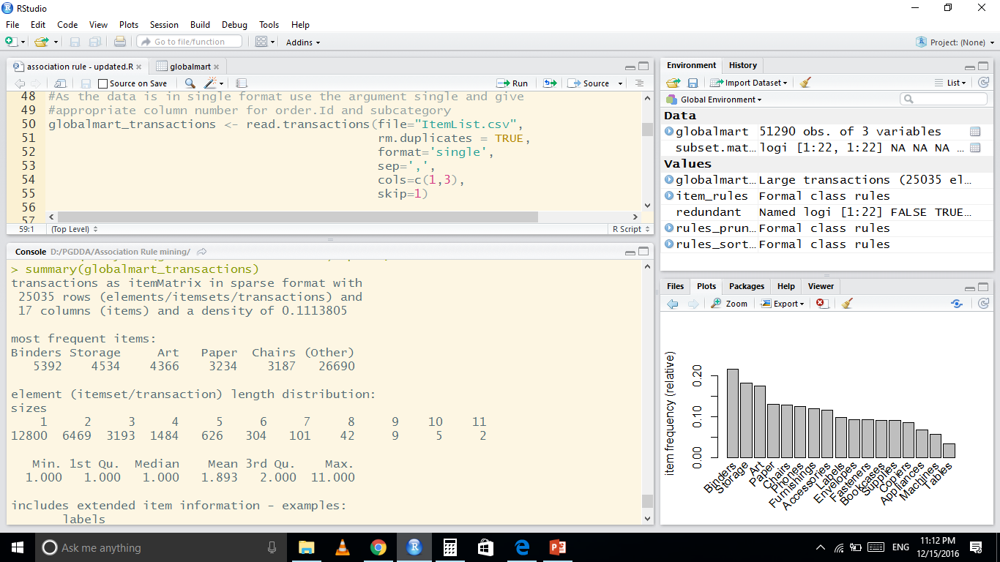 RStudio
File Edit Code View Plots Session Build Debug Tools Help
Go to file/function Addins Project: (None)
association rule - updated.R globalmart
Source on Save Run Source
48 #As the data is in single format use the argument single and give
49 #appropriate column number for order.Id and subcategory
50 globalmart_transactions <- read.transactions(file="ItemList.csv",
51 rm.duplicates = TRUE,
52 format='single',
53 sep=',',
54 cols=c(1,3),
55 skip=1)
56
57
59:1 (Top Level) R Script
Console D:/PGDDA/Association Rule mining/
> summary(globalmart_transactions)
transactions as itemMatrix in sparse format with
25035 rows (elements/itemsets/transactions) and
17 columns (items) and a density of 0.1113805
most frequent items:
Binders Storage Art Paper Chairs (Other)
5392 4534 4366 3234 3187 26690
element (itemset/transaction) length distribution:
sizes
1 2 3 4 5 6 7 8 9 10 11
12800 6469 3193 1484 626 304 101 42 9 5 2
Min. 1st Qu. Median Mean 3rd Qu. Max.
1.000 1.000 1.000 1.893 2.000 11.000
includes extended item information - examples:
labels
Environment History
Import Dataset List
Global Environment
Data
globalmart 51290 obs. of 3 variables
subset.mat… logi [1:22, 1:22] NA NA NA …
Values
globalmart… Large transactions (25035 el…
item_rules Formal class rules
redundant Named logi [1:22] FALSE TRUE…
rules_prun… Formal class rules
rules_sort… Formal class rules
Files Plots Packages Help Viewer
Zoom Export
item frequency (relative)
0.20
0.10
0.00
Binders
Storage
Art
Paper
Chairs
Phones
Furnishings
Accessories
Labels
Envelopes
Fasteners
Bookcases
Supplies
Copiers
Appliances
Machines
Tables
Ask me anything
ENG
11:12 PM
12/15/2016